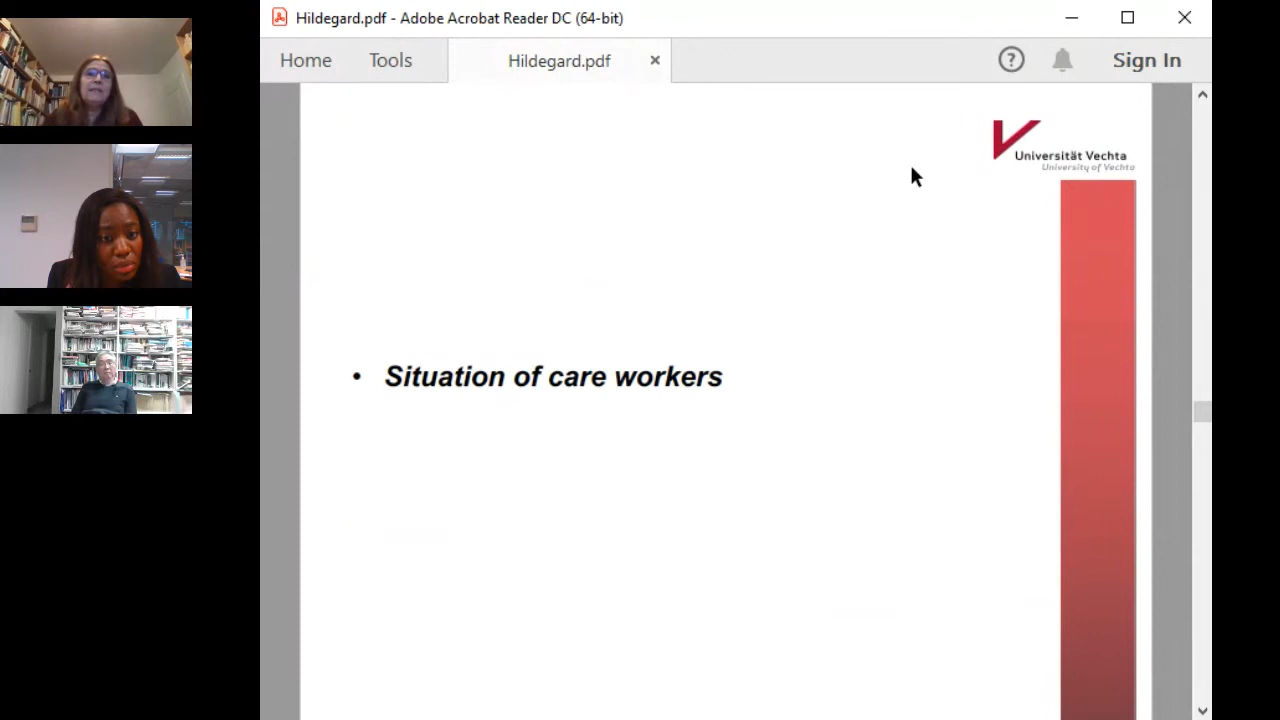 Hildegard.pdf - Adobe Acrobat Reader DC (64-bit)
Home Tools Hildegard.pdf × ? Sign In
Universität Vechta
University of Vechta
• Situation of care workers